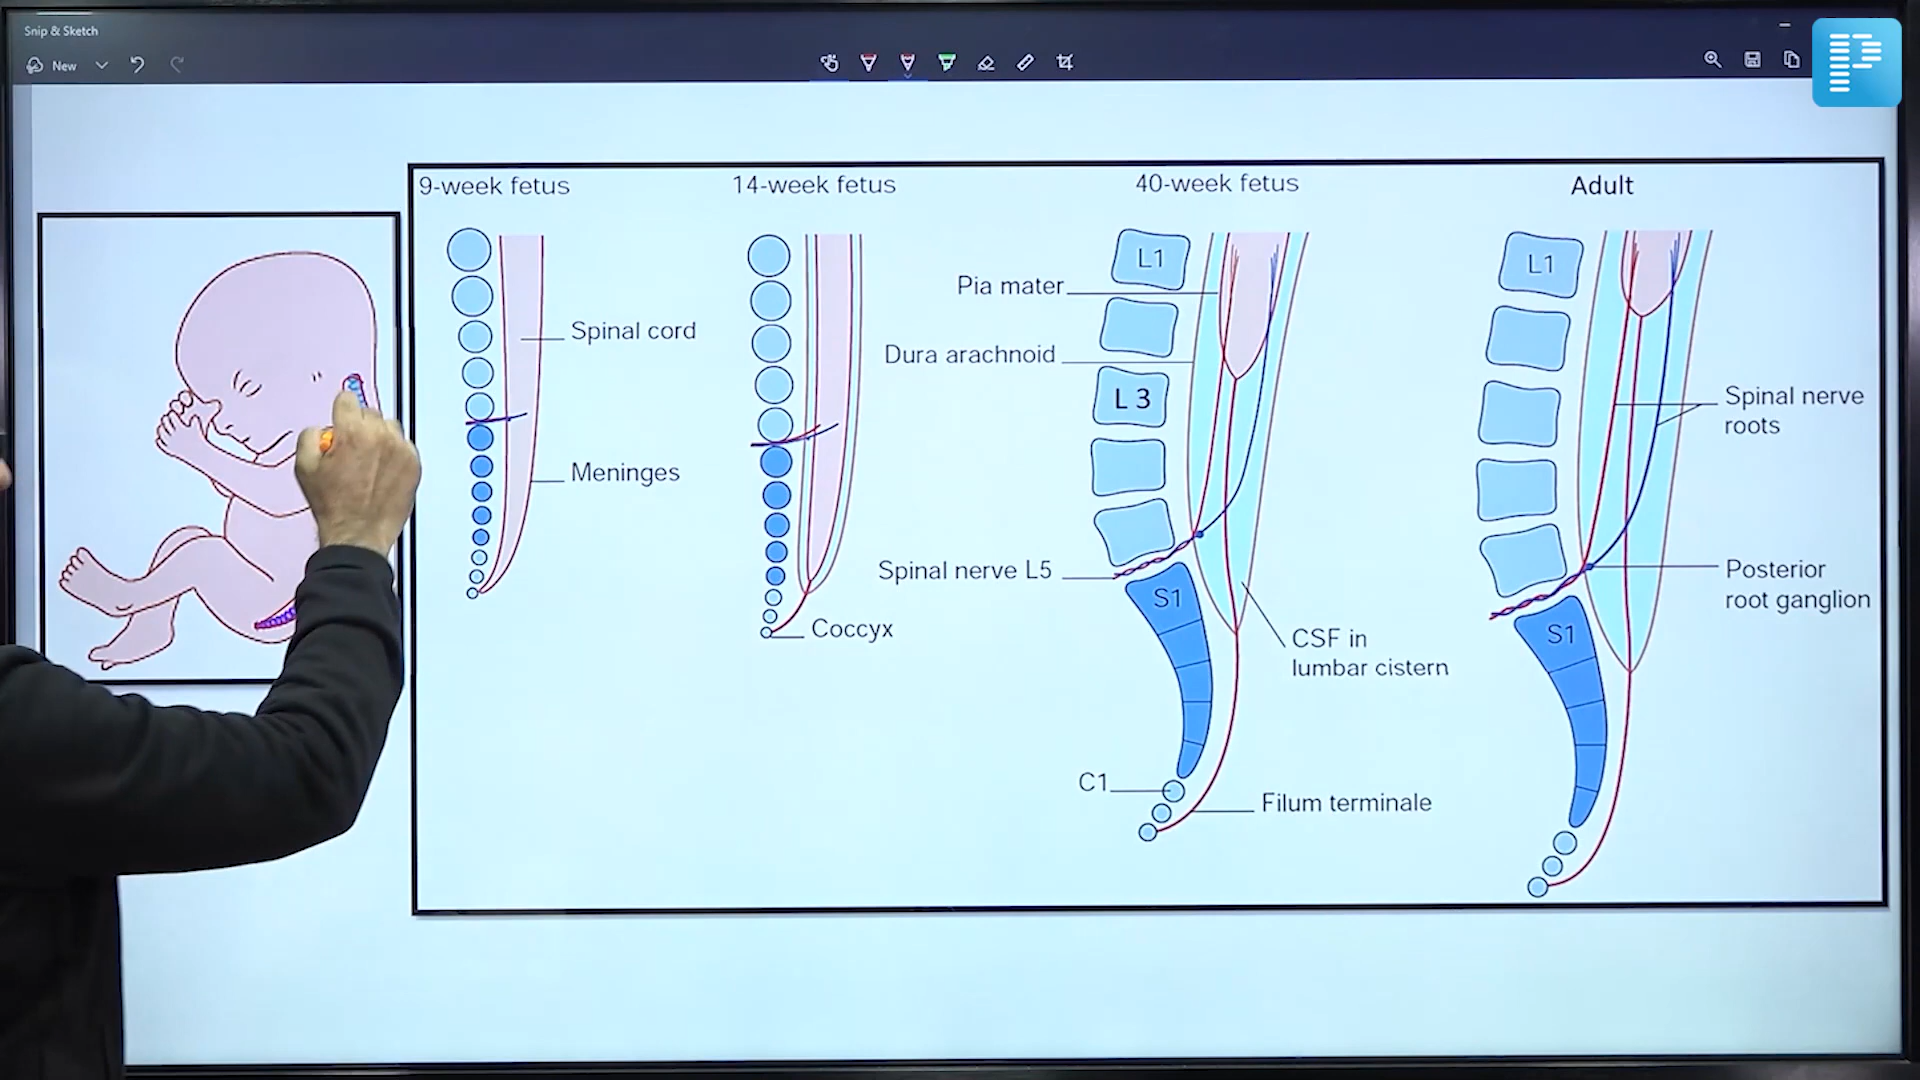 Snip & Sketch
New
9-week fetus
14-week fetus
40-week fetus
Adult
L1
L1
Pia mater
Spinal cord
Dura arachnoid
L 3
Spinal nerve
roots
Meninges
Spinal nerve L5
Posterior
root ganglion
S1
Coccyx
S1
CSF in
lumbar cistern
C1
Filum terminale